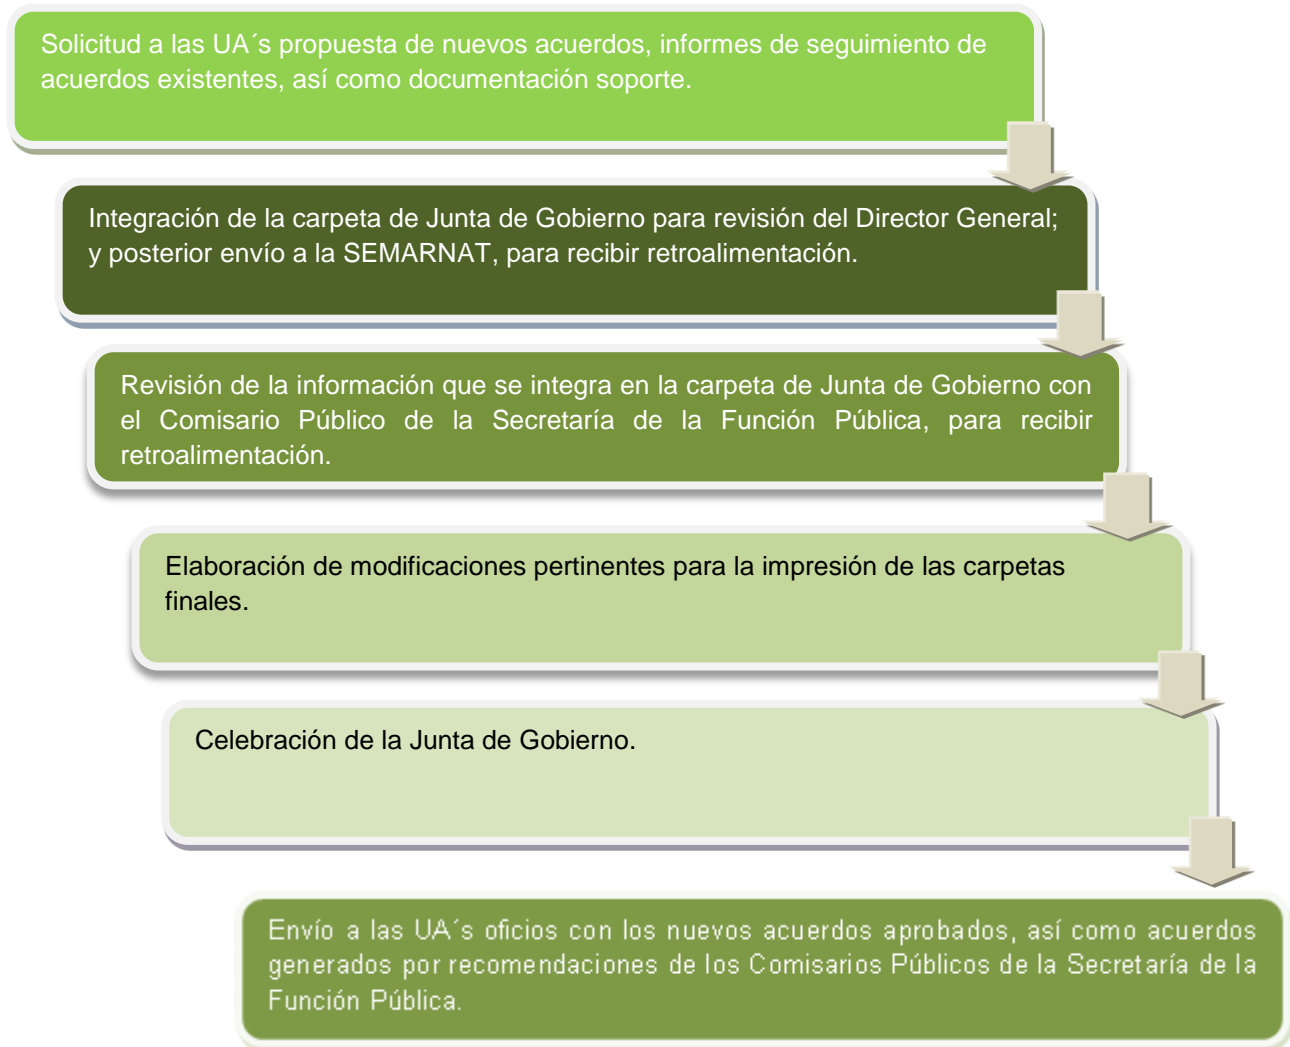 Solicitud a las UA´s propuesta de nuevos acuerdos, informes de seguimiento de
acuerdos existentes, así como documentación soporte.
Integración de la carpeta de Junta de Gobierno para revisión del Director General;
y posterior envío a la SEMARNAT, para recibir retroalimentación.
Revisión de la información que se integra en la carpeta de Junta de Gobierno con
el Comisario Público de la Secretaría de la Función Pública, para recibir
retroalimentación.
Elaboración de modificaciones pertinentes para la impresión de las carpetas
finales.
Celebración de la Junta de Gobierno.
Envío a las UA´s oficios con los nuevos acuerdos aprobados, así como acuerdos
generados por recomendaciones de los Comisarios Públicos de la Secretaría de la
Función Pública.